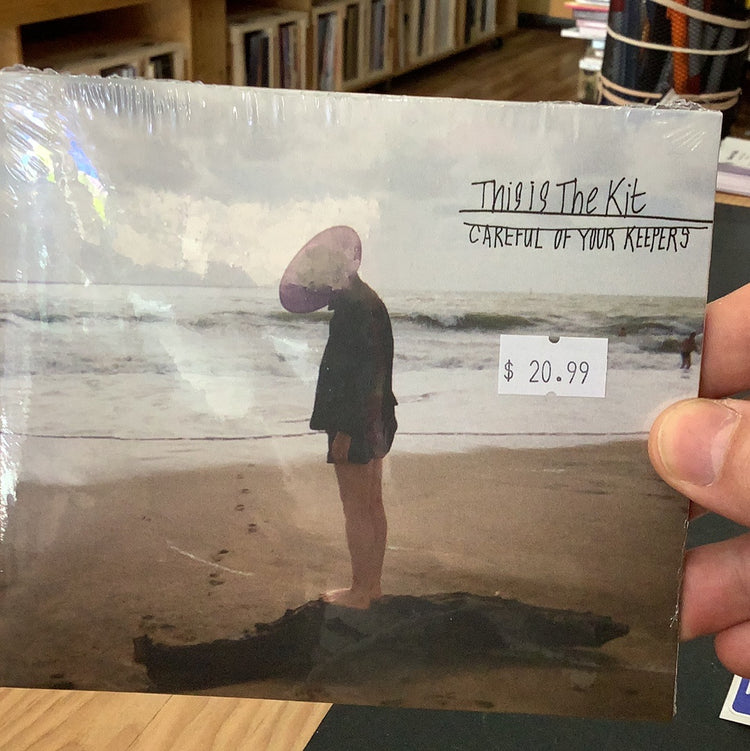 This is The Kit
CAREFUL OF YOUR KEEPERS
$ 20.99